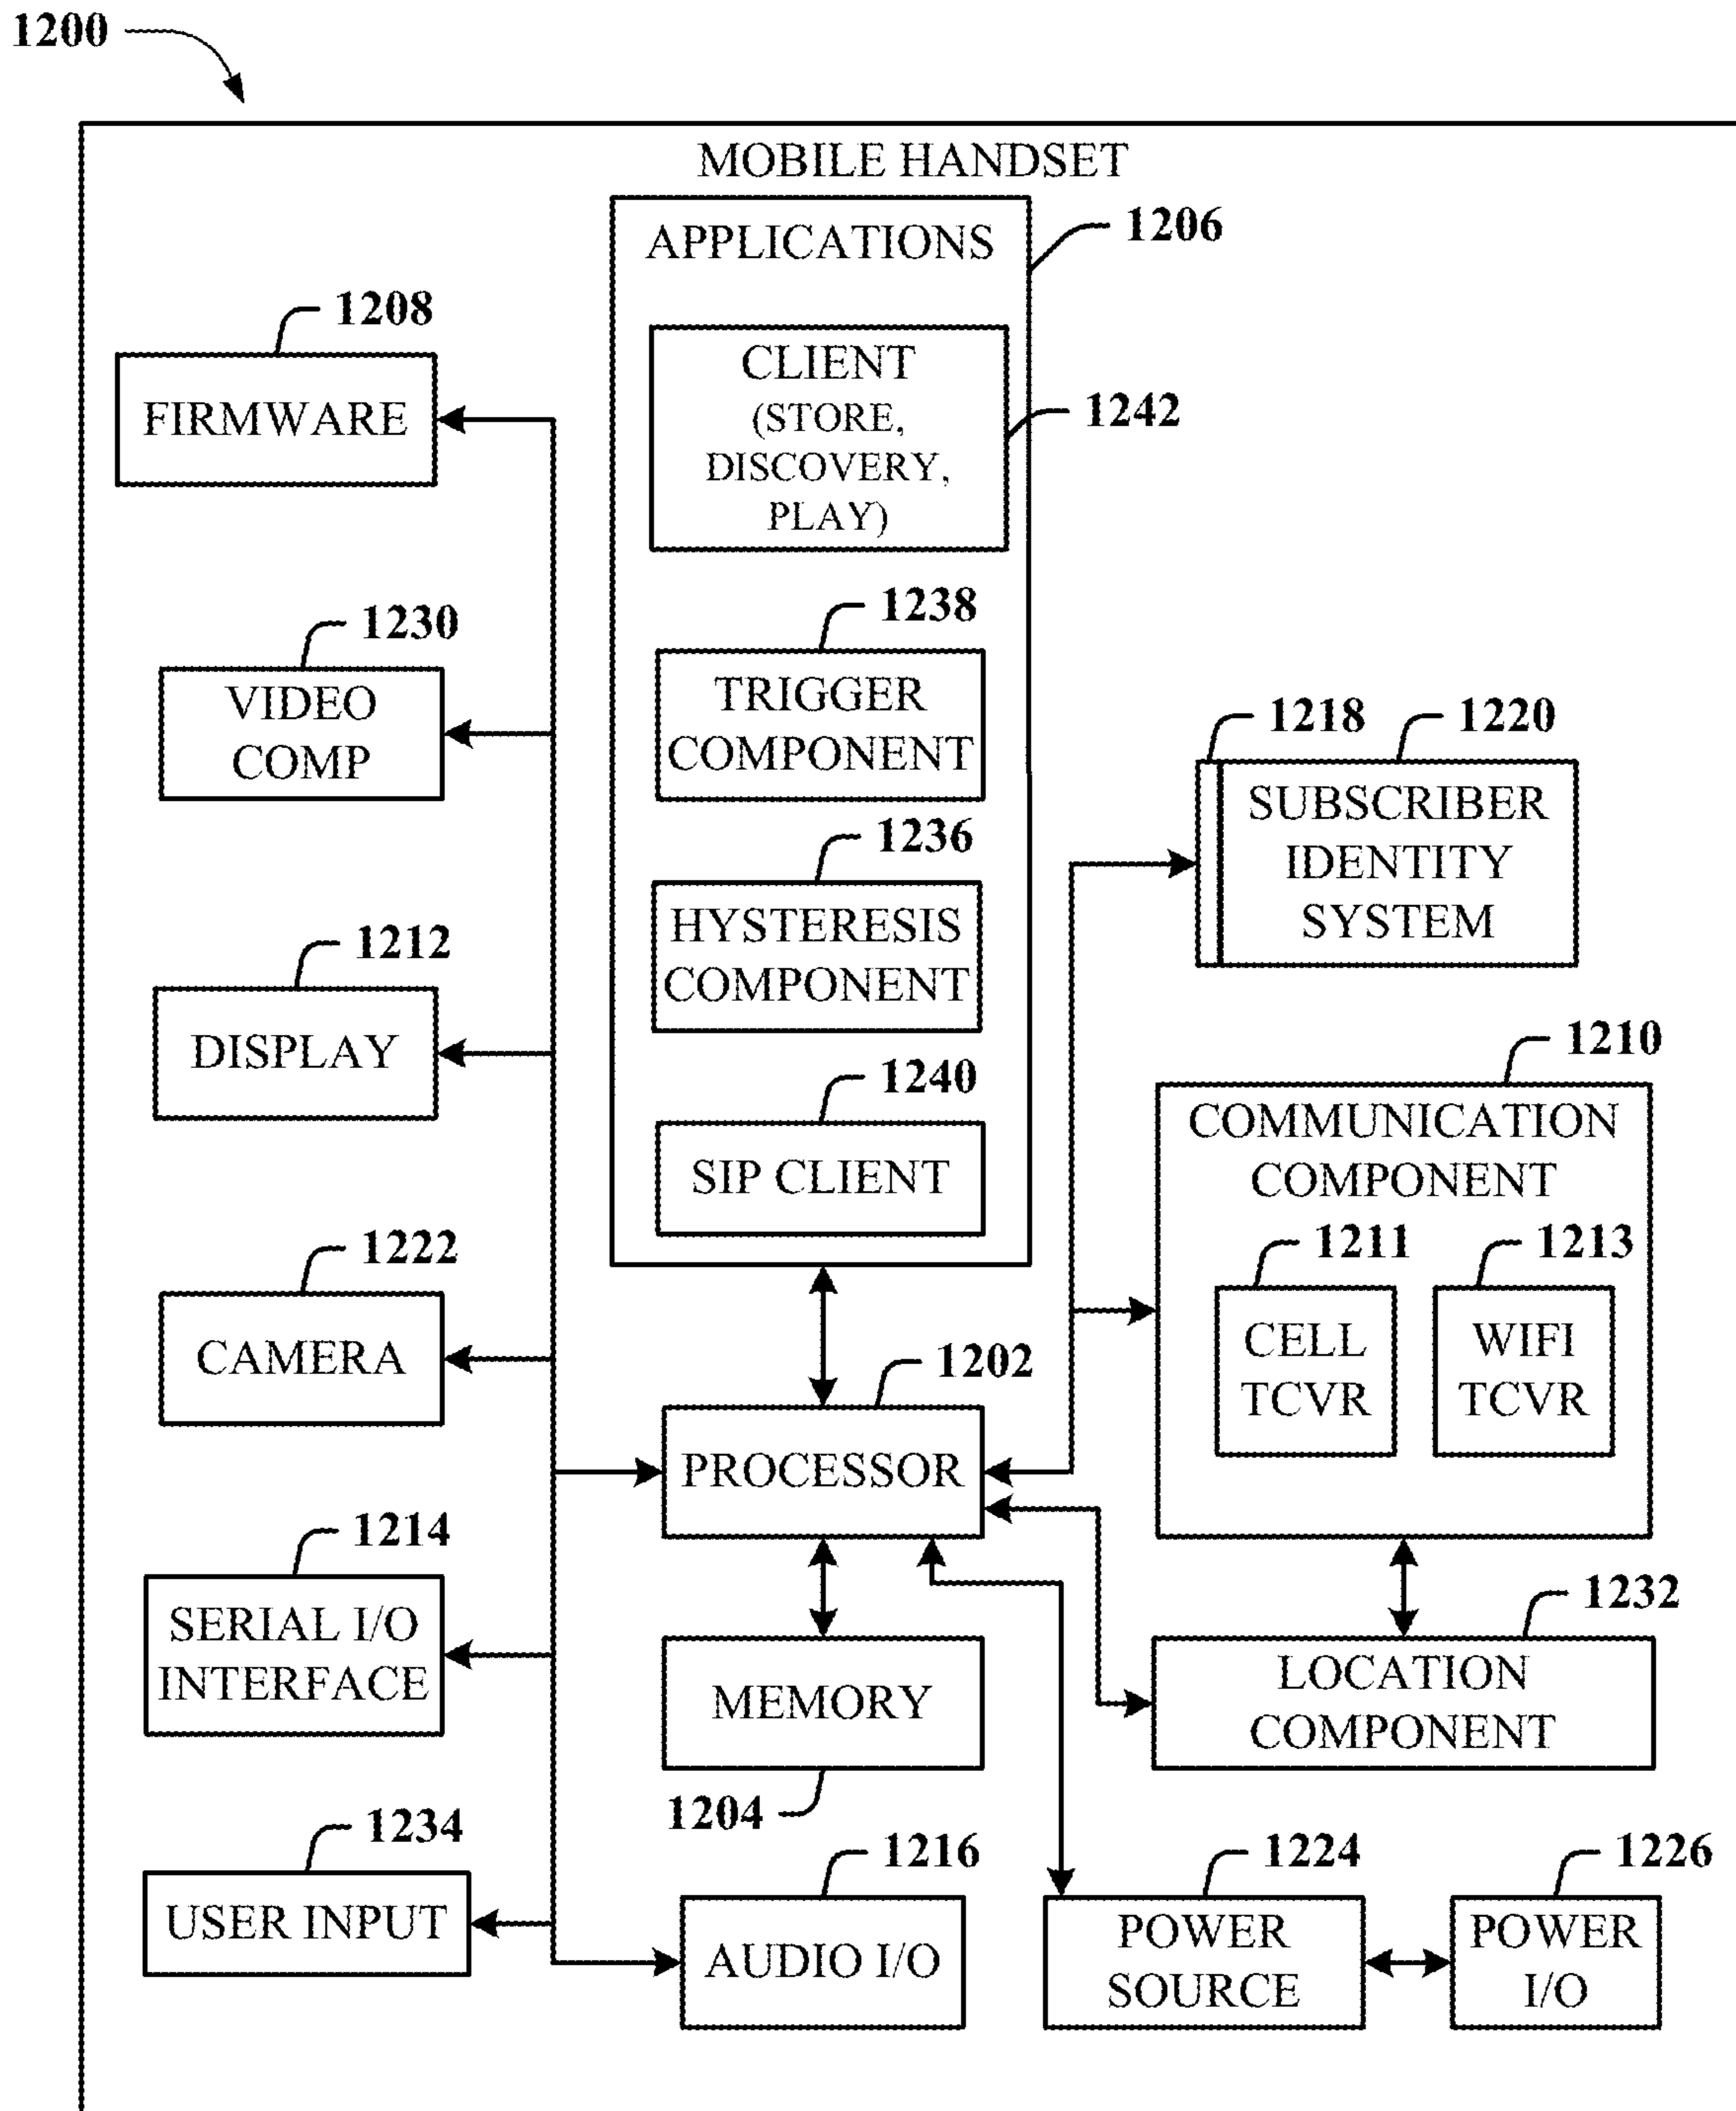 1200
MOBILE HANDSET
APPLICATIONS
1206
1208
FIRMWARE
CLIENT
(STORE,
DISCOVERY,
PLAY)
1242
1230
VIDEO
COMP
1238
TRIGGER
COMPONENT
1218
1220
SUBSCRIBER
IDENTITY
SYSTEM
1236
HYSTERESIS
COMPONENT
1212
DISPLAY
1240
SIP CLIENT
1210
COMMUNICATION
COMPONENT
1211
CELL
TCVR
1213
WIFI
TCVR
1222
CAMERA
1202
PROCESSOR
1214
SERIAL I/O
INTERFACE
MEMORY
1204
1232
LOCATION
COMPONENT
1234
USER INPUT
1216
AUDIO I/O
1224
POWER
SOURCE
1226
POWER
I/O